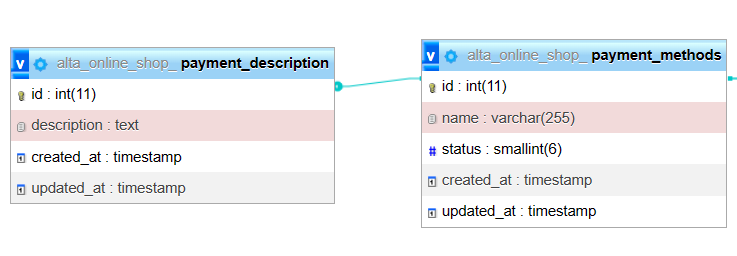 v alta_online_shop_ payment_description
id : int(11)
description : text
created_at : timestamp
updated_at : timestamp
v alta_online_shop_ payment_methods
id : int(11)
name : varchar(255)
# status : smallint(6)
created_at : timestamp
updated_at : timestamp